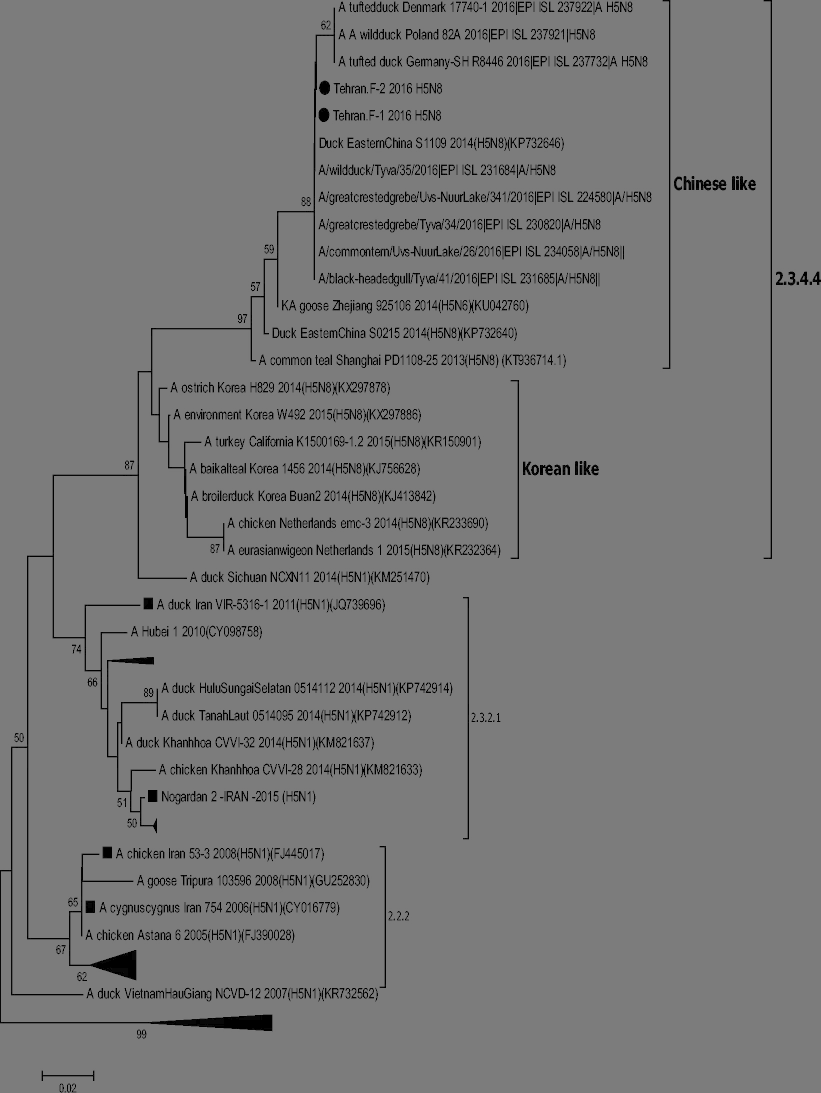 A tuftedduck Denmark 17740-1 2016|EPI ISL 237922|A H5N8
62
A A wildduck Poland 82A 2016|EPI ISL 237921|H5N8
A tufted duck Germany-SH R8446 2016|EPI ISL 237732|A H5N8
Tehran.F-2 2016 H5N8
Tehran.F-1 2016 H5N8
Duck EasternChina S1109 2014(H5N8)(KP732646)
A/wildduck/Tyva/35/2016|EPI ISL 231684|A/H5N8
Chinese like
88
A/greatcrestedgrebe/Uvs-NuurLake/341/2016|EPI ISL 224580|A/H5N8
A/greatcrestedgrebe/Tyva/34/2016|EPI ISL 230820|A/H5N8
59
A/commontern/Uvs-NuurLake/26/2016|EPI ISL 234058|A/H5N8||
A/black-headedgull/Tyva/41/2016|EPI ISL 231685|A/H5N8||
2.3.4.4
57
KA goose Zhejiang 925106 2014(H5N6)(KU042760)
97
Duck EasternChina S0215 2014(H5N8)(KP732640)
A common teal Shanghai PD1108-25 2013(H5N8) (KT936714.1)
A ostrich Korea H829 2014(H5N8)(KX297878)
A environment Korea W492 2015(H5N8)(KX297886)
A turkey California K1500169-1.2 2015(H5N8)(KR150901)
87
A baikalteal Korea 1456 2014(H5N8)(KJ756628)
Korean like
A broilerduck Korea Buan2 2014(H5N8)(KJ413842)
A chicken Netherlands emc-3 2014(H5N8)(KR233690)
87
A eurasianwigeon Netherlands 1 2015(H5N8)(KR232364)
A duck Sichuan NCXN11 2014(H5N1)(KM251470)
A duck Iran VIR-5316-1 2011(H5N1)(JQ739696)
A Hubei 1 2010(CY098758)
74
66
A duck HuluSungaiSelatan 0514112 2014(H5N1)(KP742914)
89
A duck TanahLaut 0514095 2014(H5N1)(KP742912)
2.3.2.1
50
A duck Khanhhoa CVVI-32 2014(H5N1)(KM821637)
A chicken Khanhhoa CVVI-28 2014(H5N1)(KM821633)
51
Nogardan 2 -IRAN -2015 (H5N1)
50
A chicken Iran 53-3 2008(H5N1)(FJ445017)
A goose Tripura 103596 2008(H5N1)(GU252830)
65
A cygnuscygnus Iran 754 2006(H5N1)(CY016779)
2.2.2
A chicken Astana 6 2005(H5N1)(FJ390028)
67
62
A duck VietnamHauGiang NCVD-12 2007(H5N1)(KR732562)
99
0.02